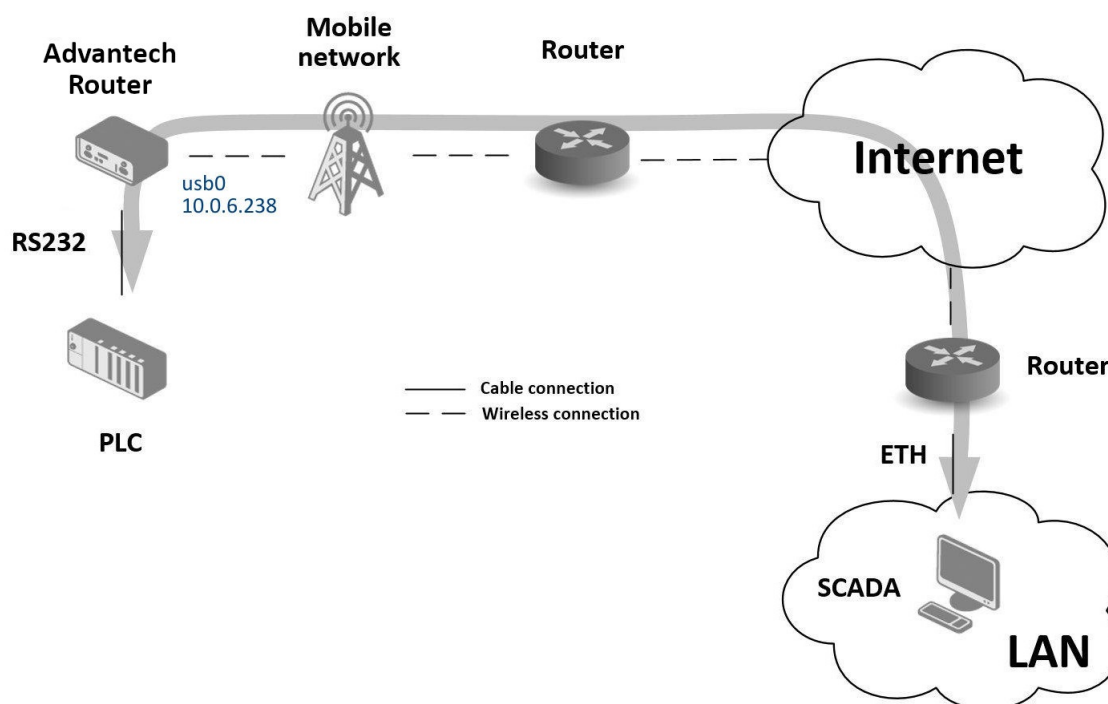 Mobile
network
Router
Advantech
Router
Internet
usb0
10.0.6.238
RS232
Router
Cable connection
Wireless connection
PLC
ETH
SCADA
LAN